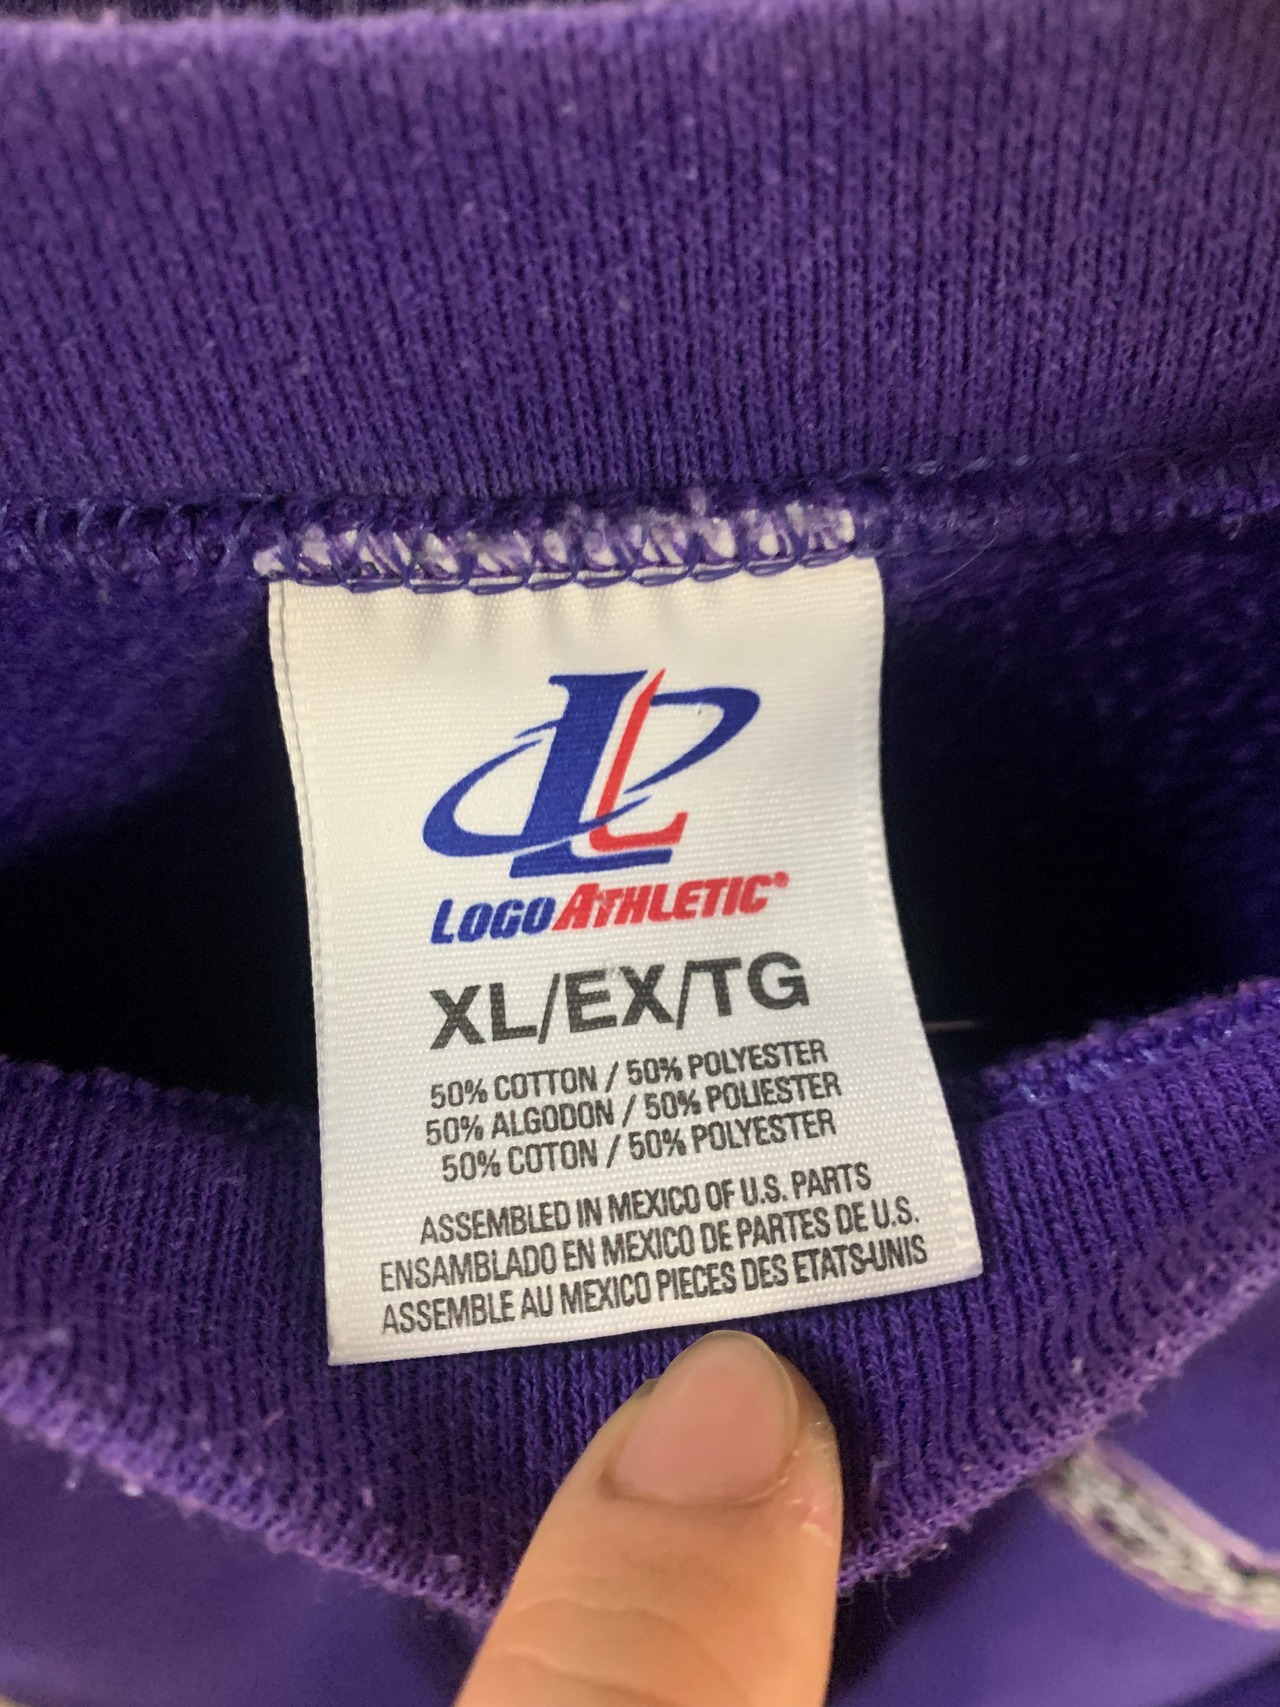 LL
LOGO ATHLETIC®
XL/EX/TG
50% COTTON / 50% POLYESTER
50% ALGODON / 50% POLIESTER
50% COTON / 50% POLYESTER
ASSEMBLED IN MEXICO OF U.S. PARTS
ENSAMBLADO EN MEXICO DE PARTES DE U.S.
ASSEMBLE AU MEXICO PIECES DES ETATS-UNIS